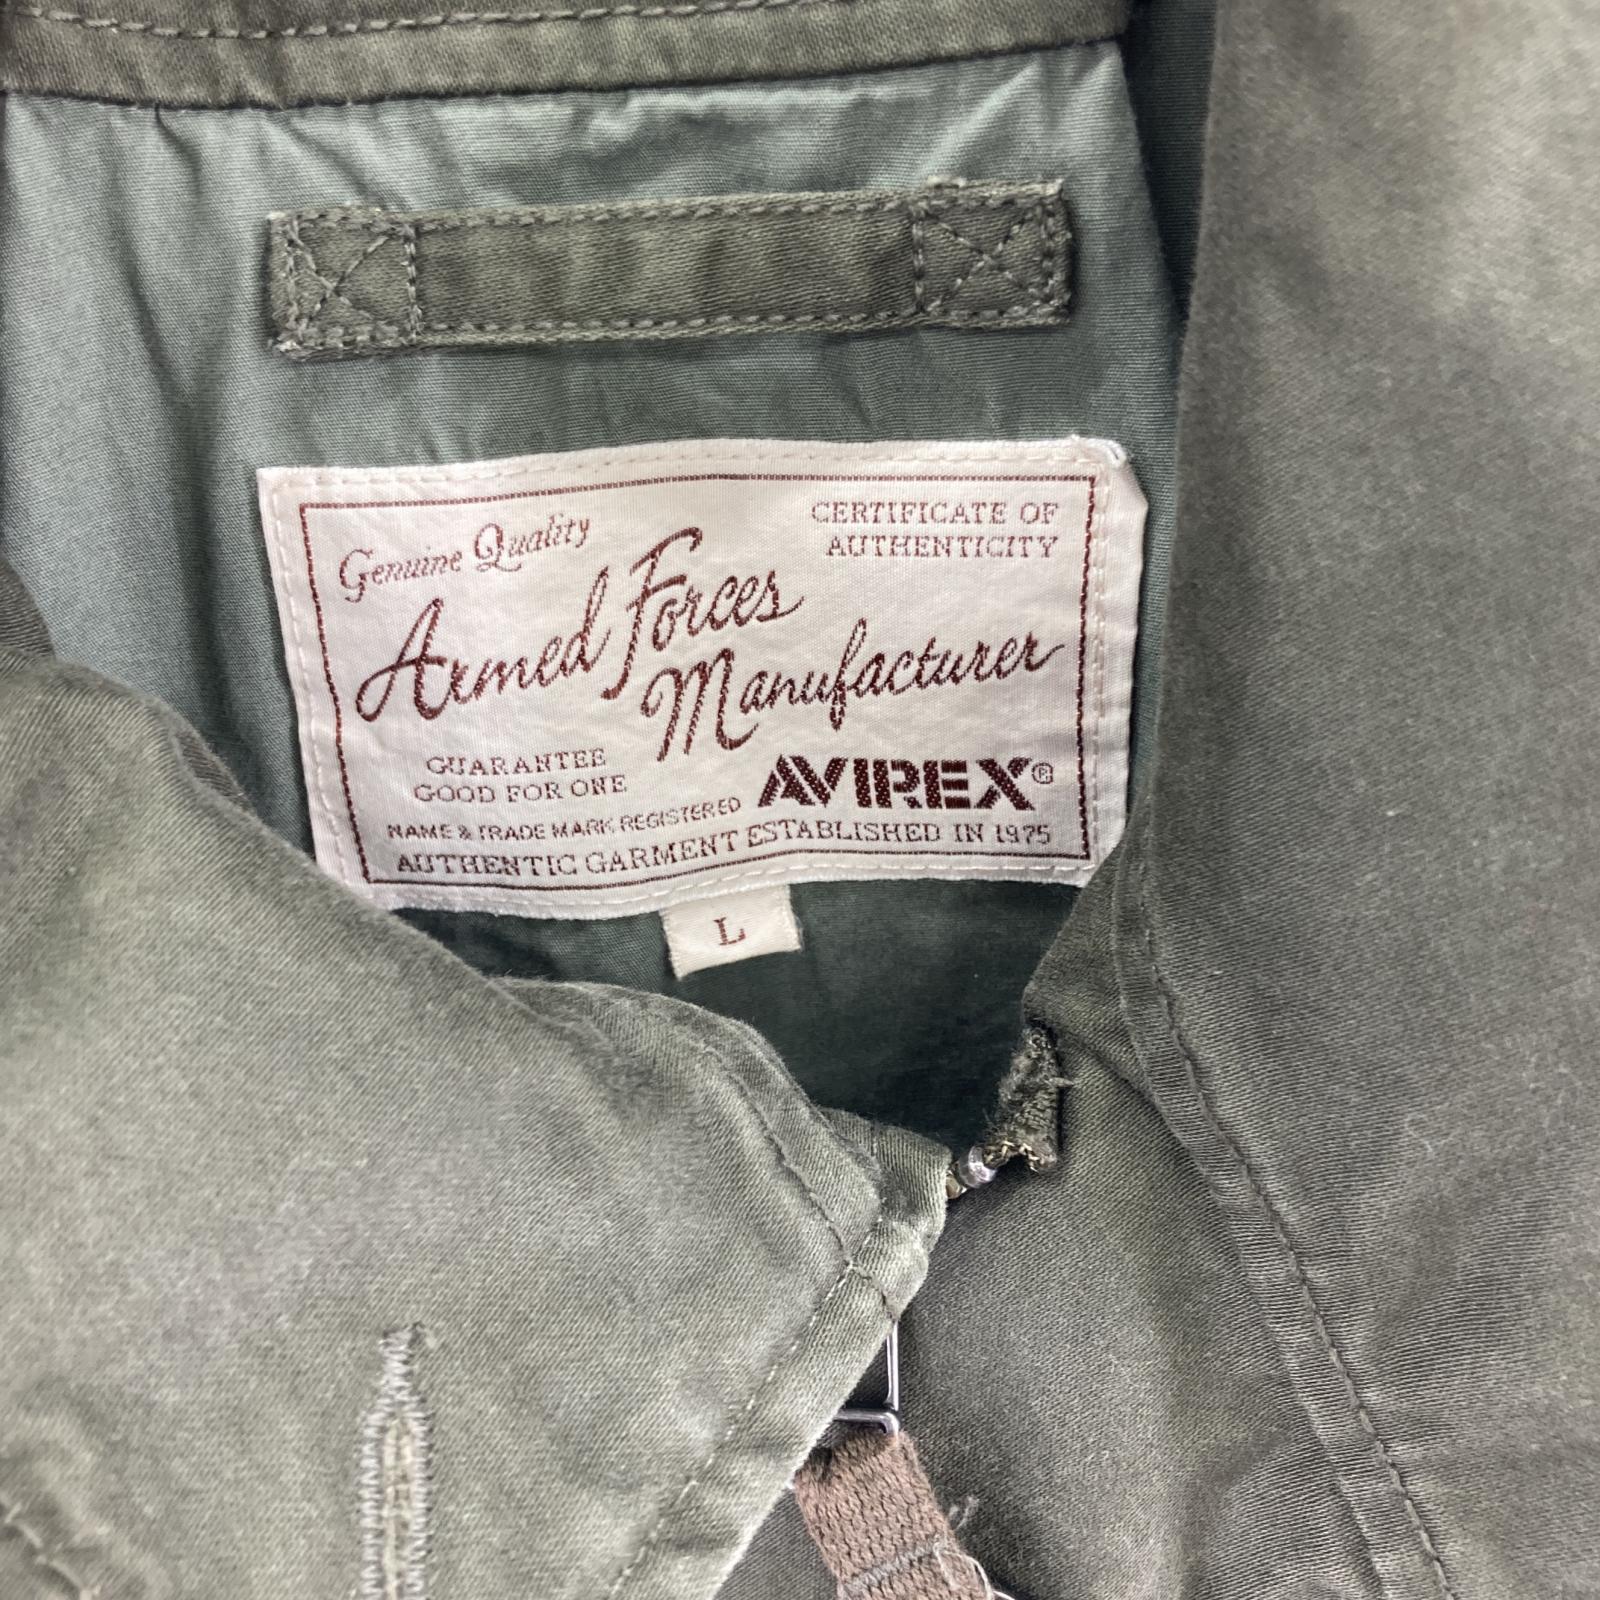 Genuine Quality
CERTIFICATE OF
AUTHENTICITY
Armed Forces
Manufacturer
GUARANTEE
GOOD FOR ONE
AVIREX®
NAME & TRADE MARK REGISTERED
AUTHENTIC GARMENT ESTABLISHED IN 1975
L